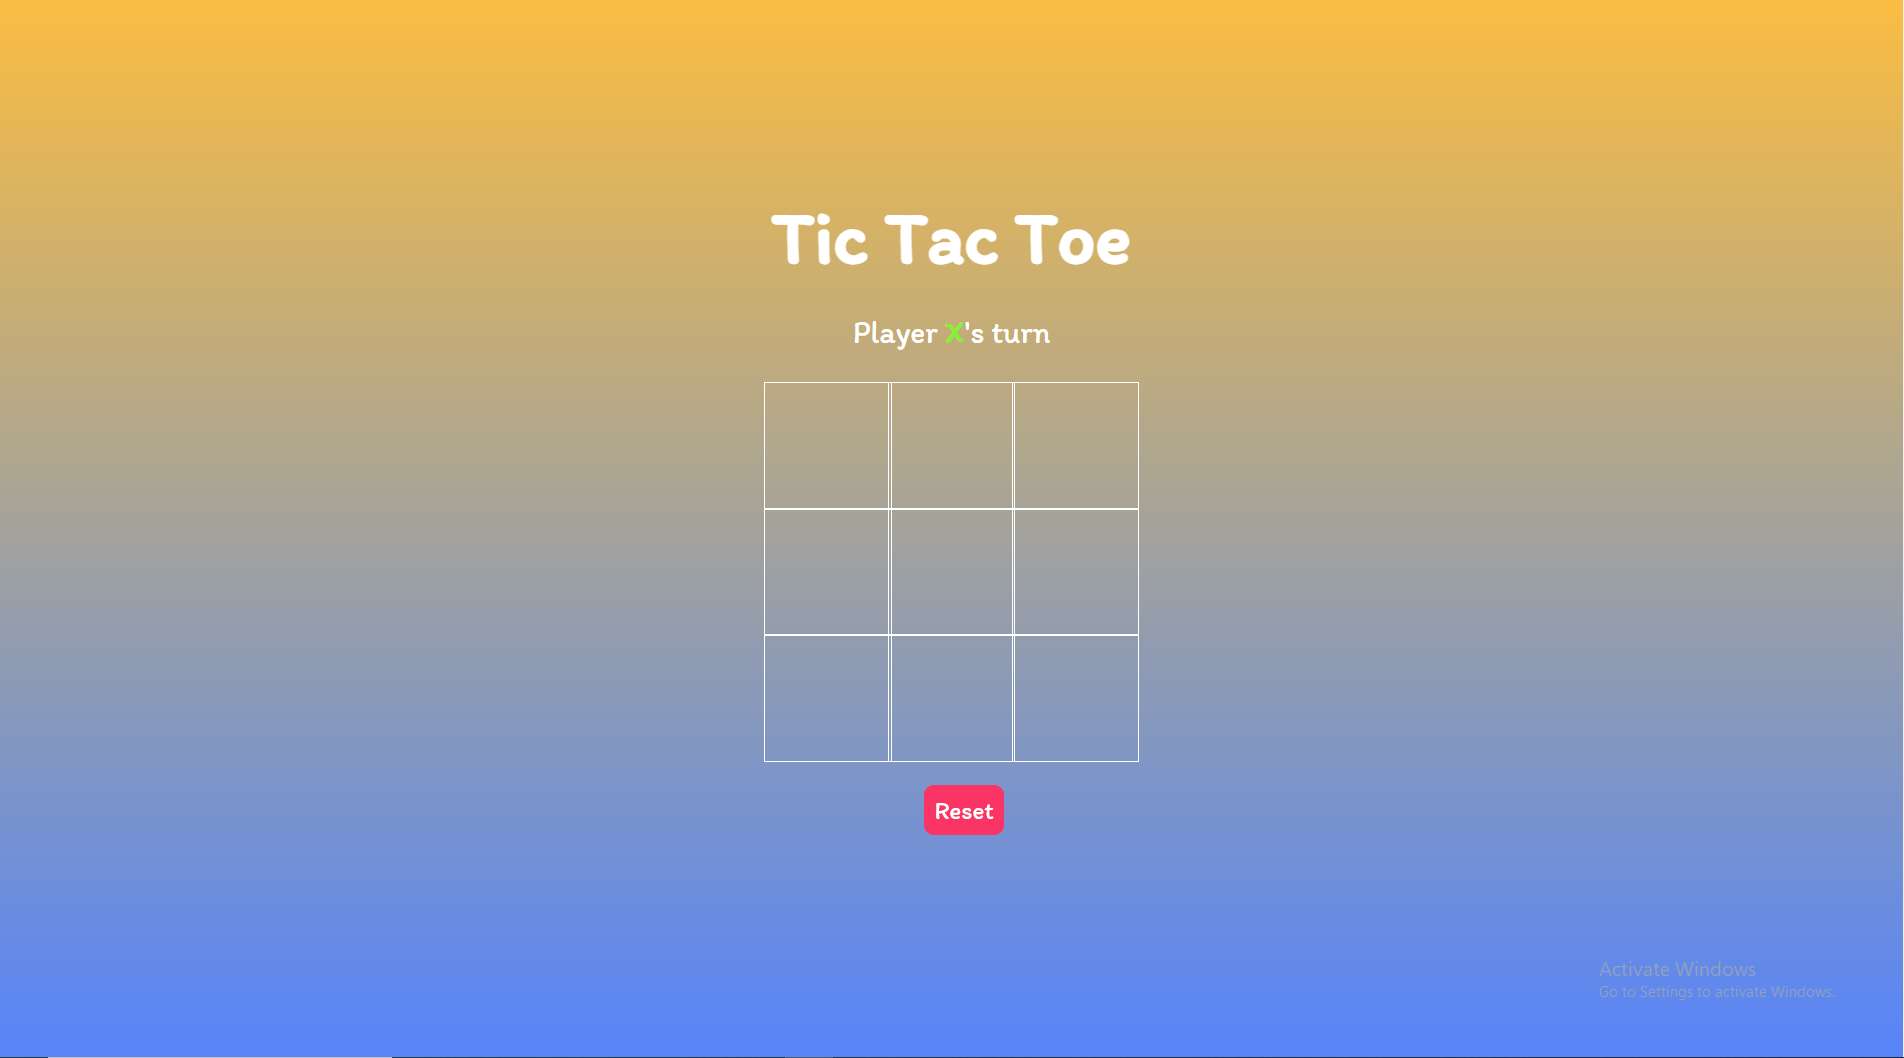 Tic Tac Toe
Player X's turn
Reset
Activate Windows
Go to Settings to activate Windows.